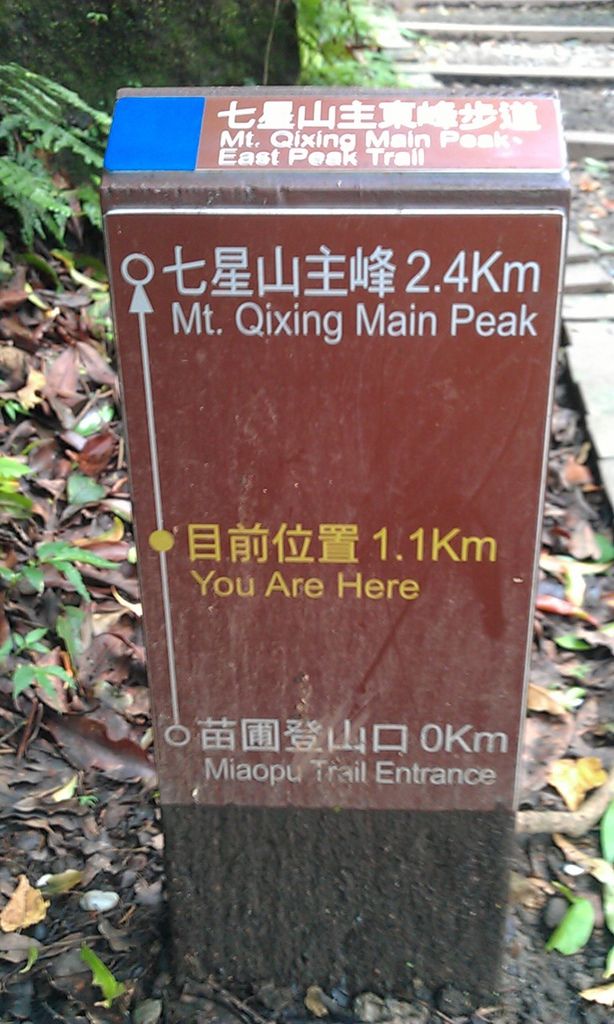 七星山主東峰步道
Mt. Qixing Main Peak
East Peak Trail
七星山主峰 2.4Km
Mt. Qixing Main Peak
目前位置 1.1Km
You Are Here
苗圃登山口 0Km
Miaopu Trail Entrance